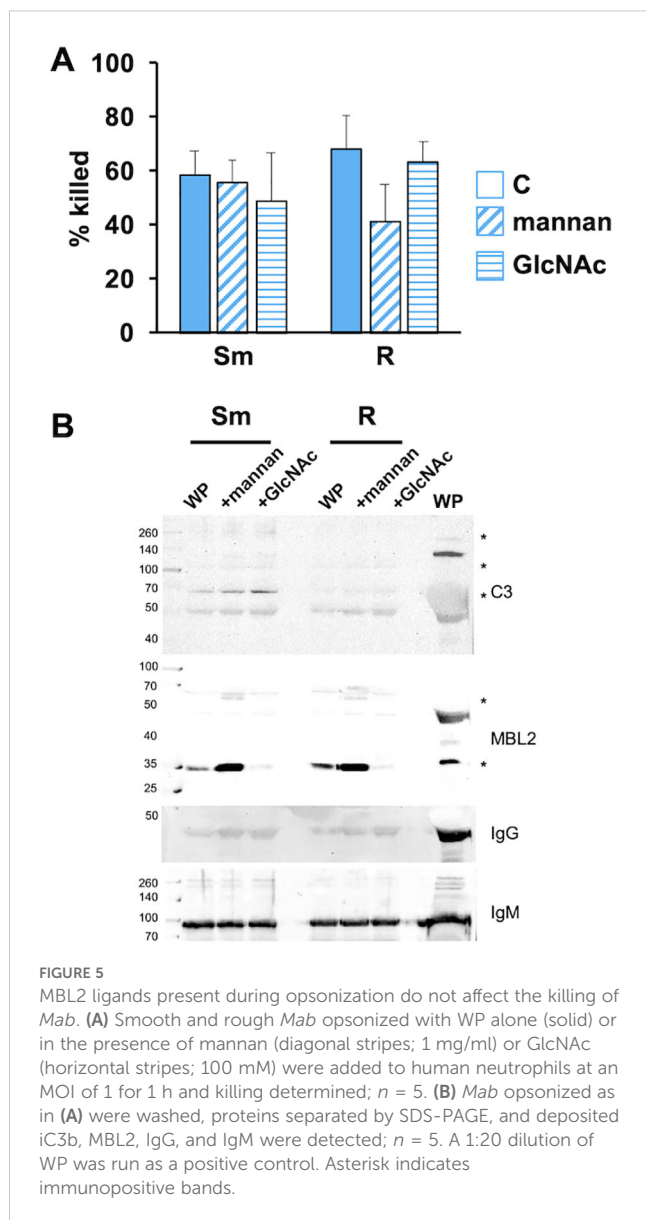 A
100
80
60
40
20
0
% killed
Sm
R
C
mannan
GlcNAc
B
Sm
R
WP
+mannan
+GlcNAc
WP
+mannan
+GlcNAc
WP
260
140
100
70
50
40
*
*
*
C3
100
70
50
40
35
25
*
MBL2
*
50
IgG
260
140
100
70
IgM
FIGURE 5
MBL2 ligands present during opsonization do not affect the killing of
Mab. (A) Smooth and rough Mab opsonized with WP alone (solid) or
in the presence of mannan (diagonal stripes; 1 mg/ml) or GlcNAc
(horizontal stripes; 100 mM) were added to human neutrophils at an
MOI of 1 for 1 h and killing determined; n = 5. (B) Mab opsonized as
in (A) were washed, proteins separated by SDS-PAGE, and deposited
iC3b, MBL2, IgG, and IgM were detected; n = 5. A 1:20 dilution of
WP was run as a positive control. Asterisk indicates
immunopositive bands.